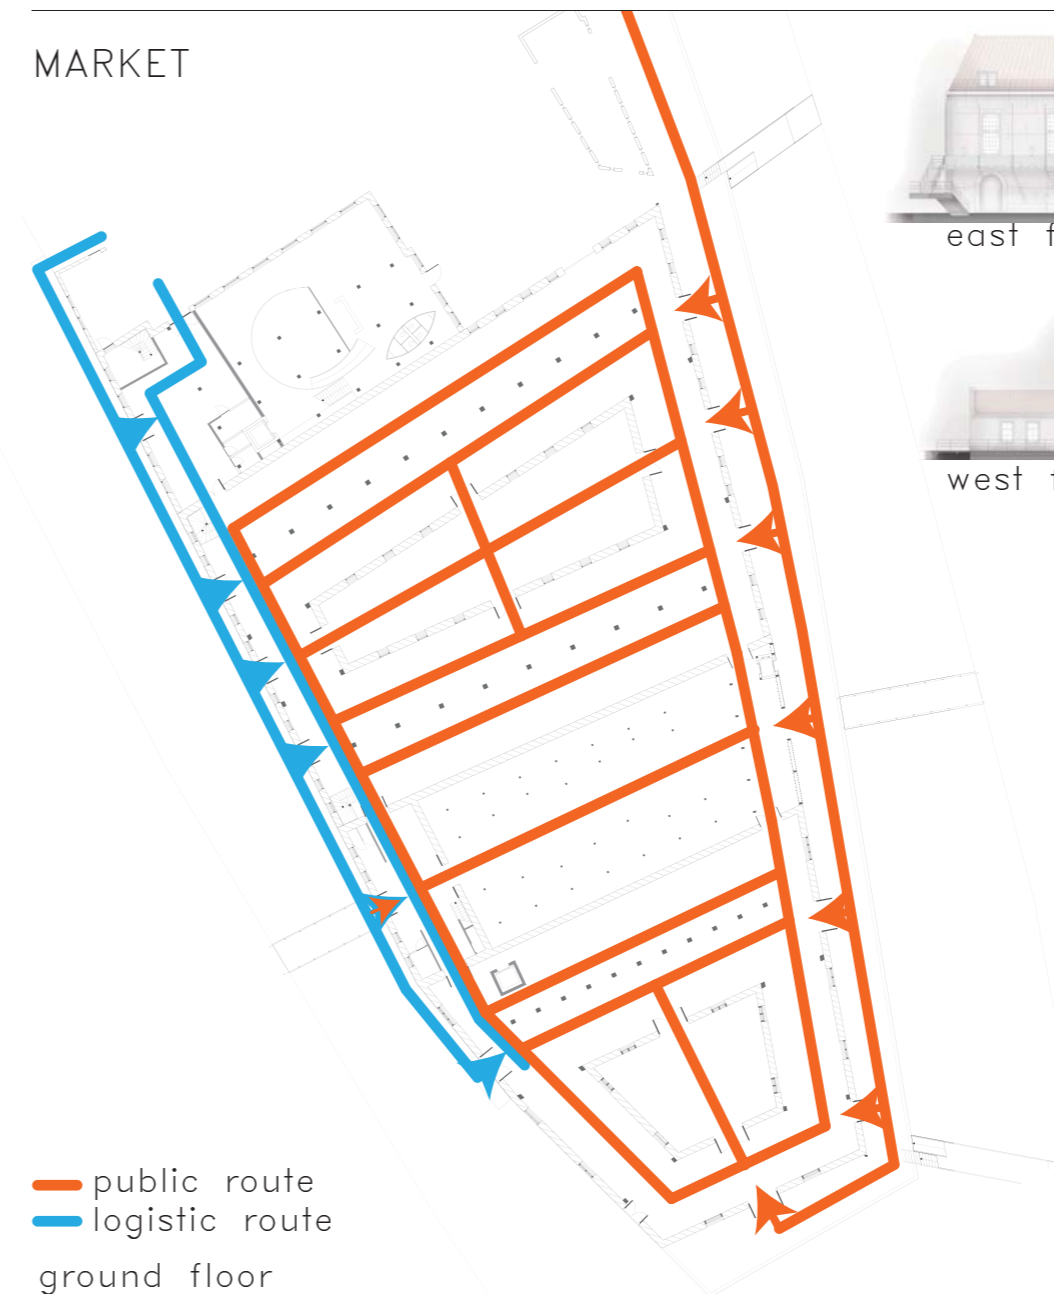 MARKET
east f
west f
public route
logistic route
ground floor